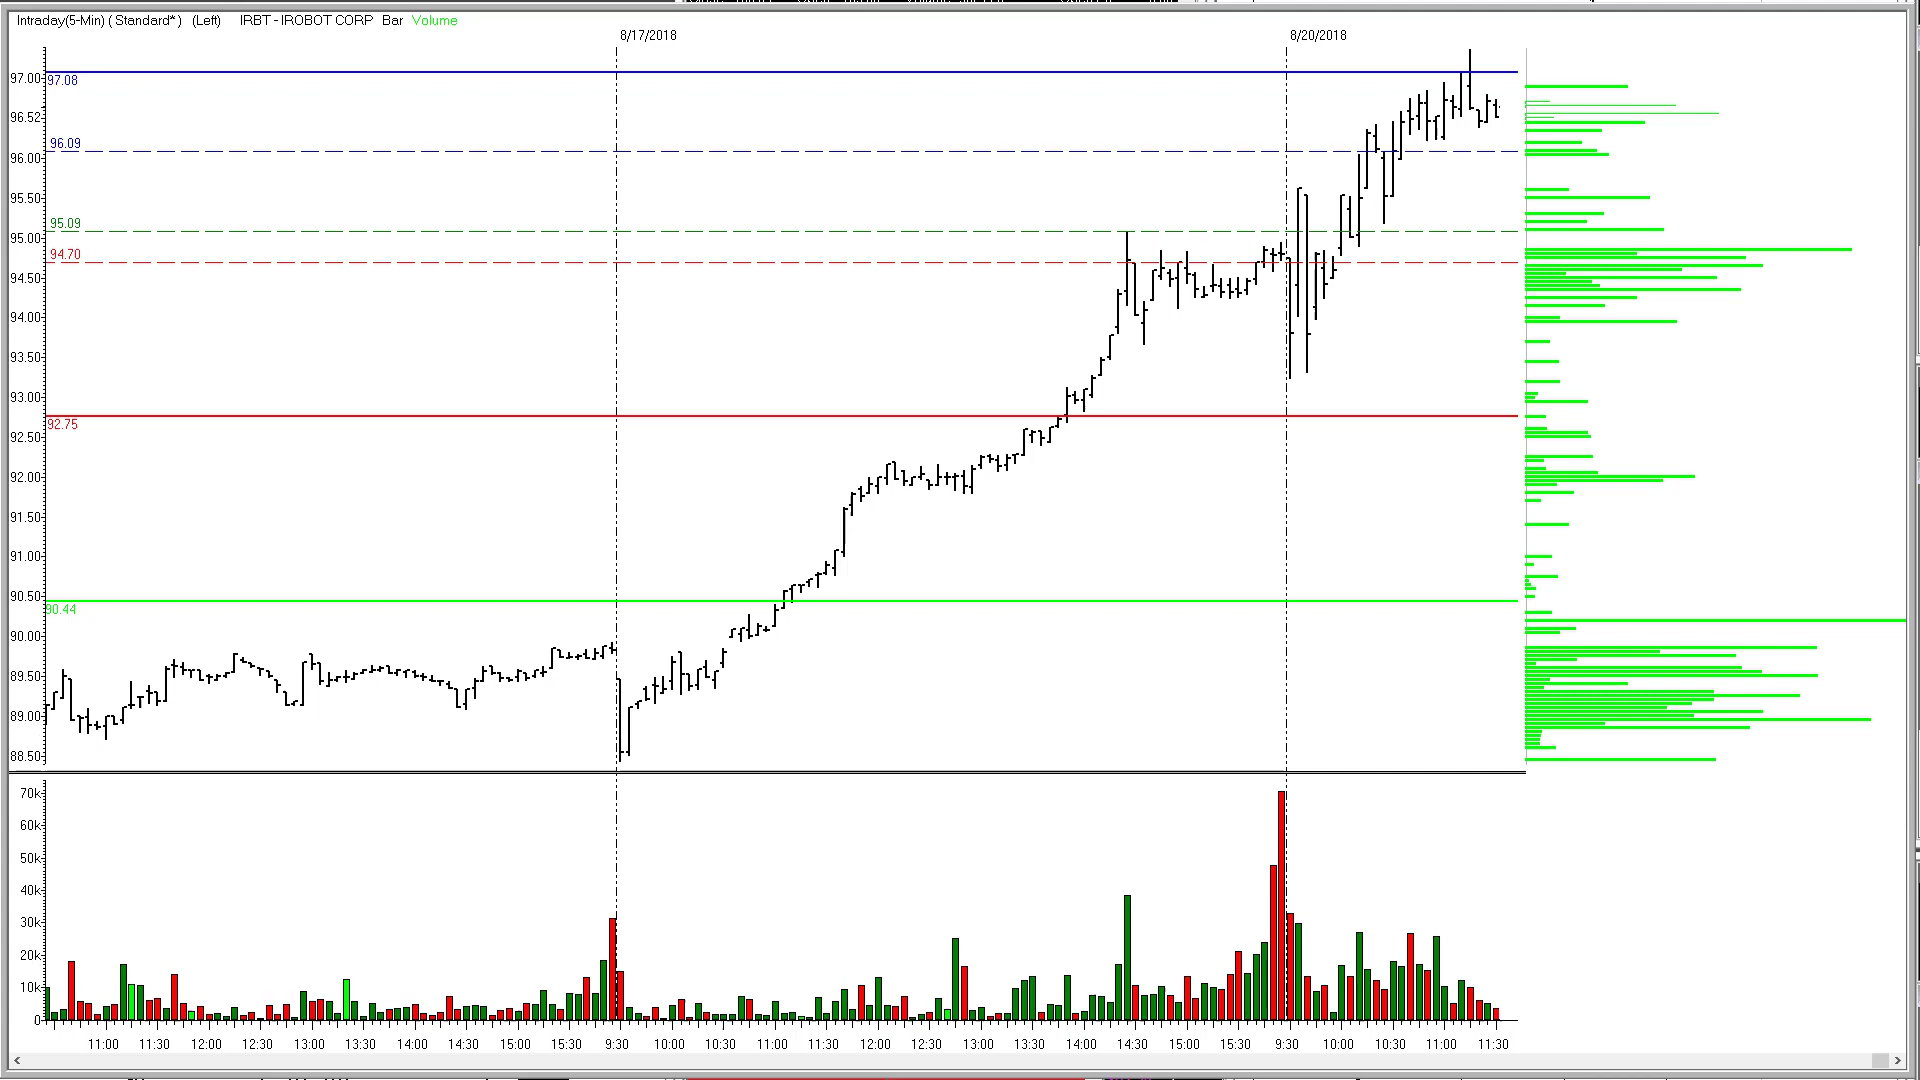 Intraday(5-Min) ( Standard* ) (Left) IRBT - IROBOT CORP Bar Volume
8/17/2018 8/20/2018
97.00
97.08
96.52
96.09
96.00
95.50
95.09
95.00
94.70
94.50
94.00
93.50
93.00
92.75
92.50
92.00
91.50
91.00
90.50
90.44
90.00
89.50
89.00
88.50
70k
60k
50k
40k
30k
20k
10k
0
11:00 11:30 12:00 12:30 13:00 13:30 14:00 14:30 15:00 15:30 9:30 10:00 10:30 11:00 11:30 12:00 12:30 13:00 13:30 14:00 14:30 15:00 15:30 9:30 10:00 10:30 11:00 11:30